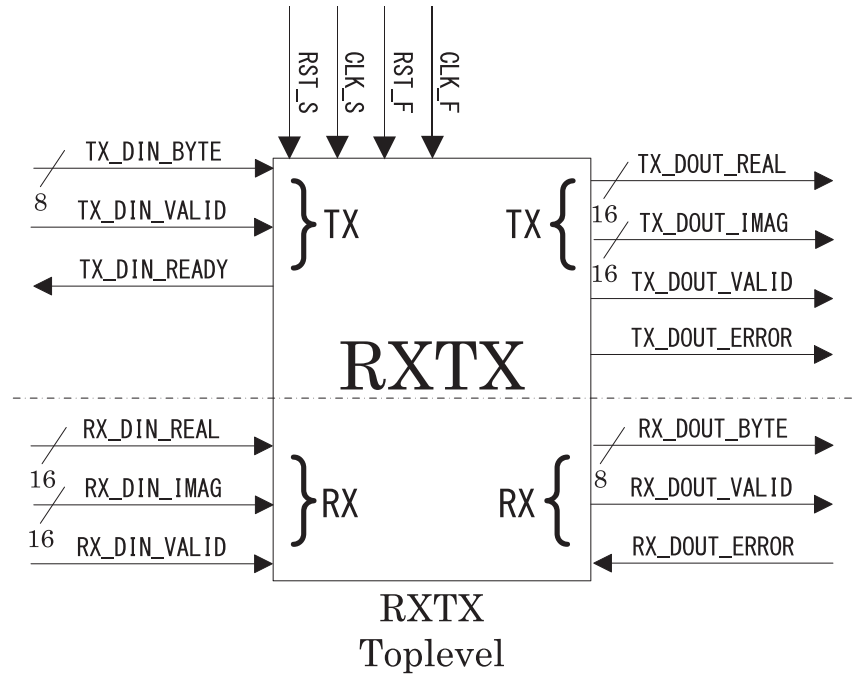 RST_S
CLK_S
RST_F
CLK_F
TX_DIN_BYTE
8
TX_DIN_VALID
TX_DIN_READY
TX
TX
TX_DOUT_REAL
16
TX_DOUT_IMAG
16
TX_DOUT_VALID
TX_DOUT_ERROR
RXTX
RX_DIN_REAL
16
RX_DIN_IMAG
16
RX_DIN_VALID
RX
RX
RX_DOUT_BYTE
8
RX_DOUT_VALID
RX_DOUT_ERROR
RXTX
Toplevel